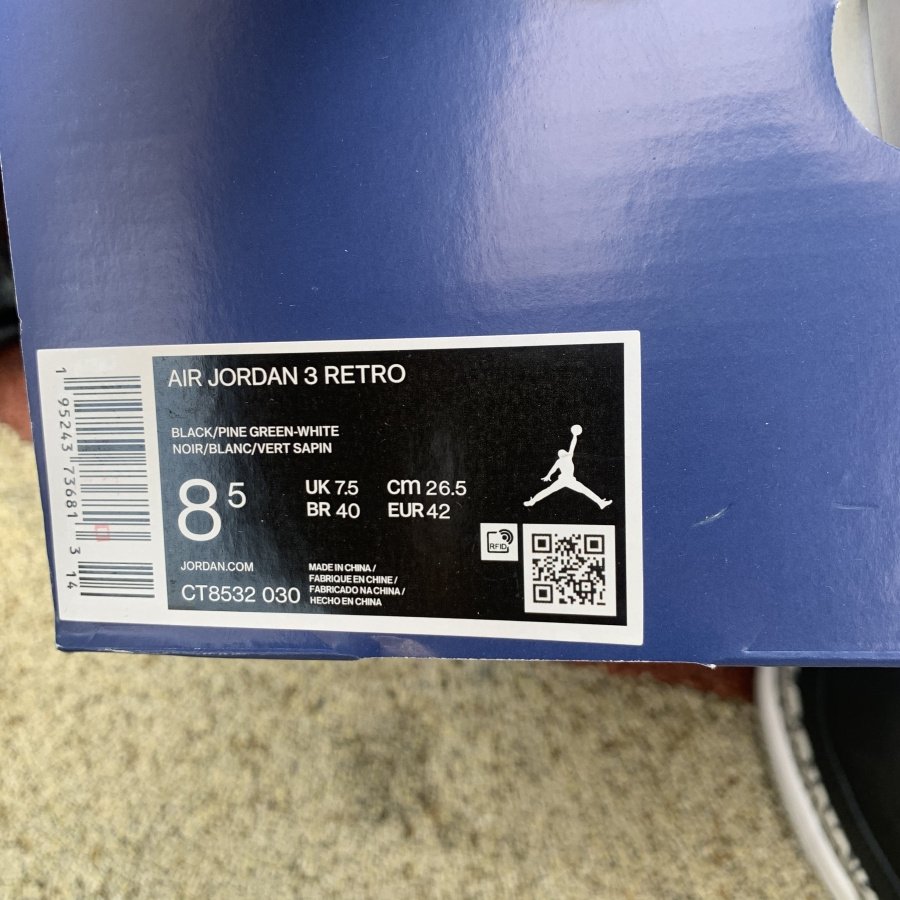 AIR JORDAN 3 RETRO
BLACK/PINE GREEN-WHITE
NOIR/BLANC/VERT SAPIN
8 5
UK 7.5 cm 26.5
BR 40 EUR 42
JORDAN.COM
CT8532 030
MADE IN CHINA /
FABRIQUE EN CHINE /
FABRICADO NA CHINA /
HECHO EN CHINA
RFID
1 95243 73681 3 14